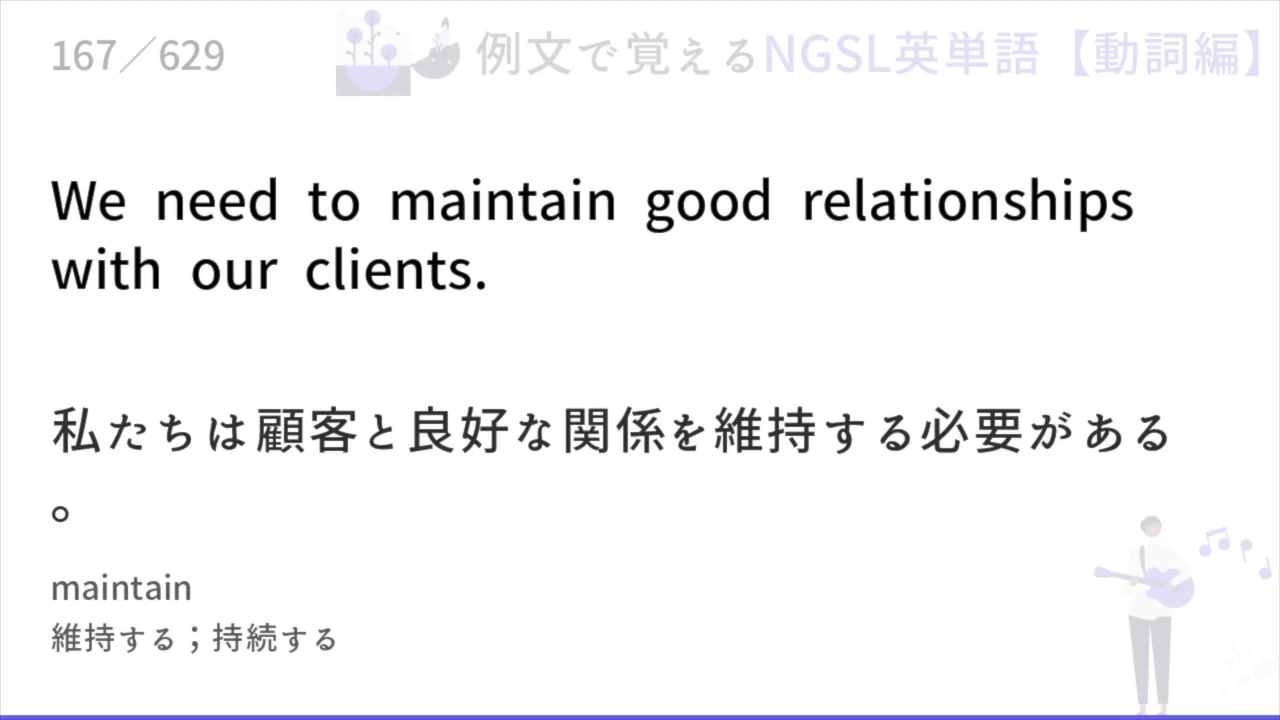 167／629
例文で覚えるNGSL英単語【動詞編】
We need to maintain good relationships
with our clients.
私たちは顧客と良好な関係を維持する必要がある
。
maintain
維持する；持続する